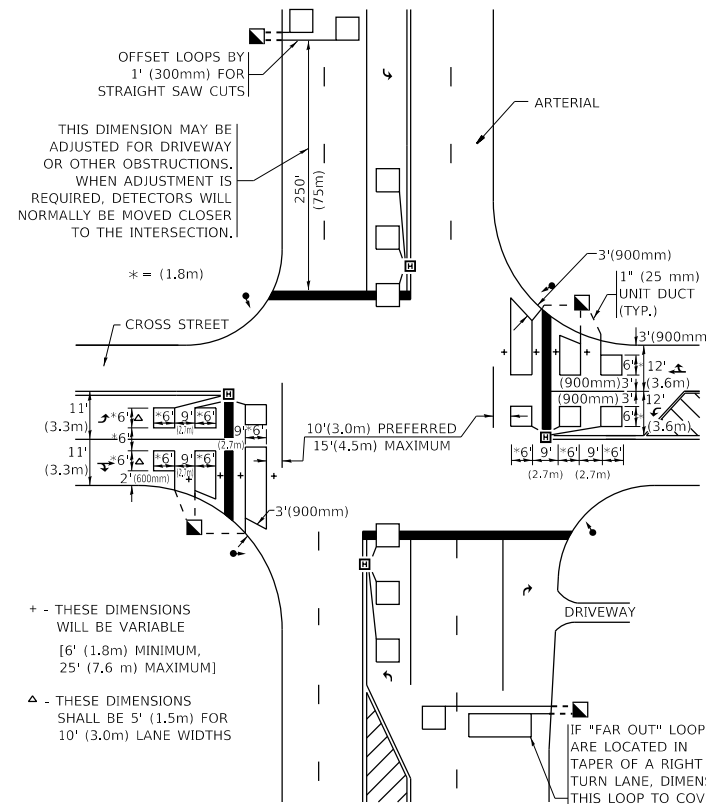 OFFSET LOOPS BY
1' (300mm) FOR
STRAIGHT SAW CUTS
ARTERIAL
THIS DIMENSION MAY BE
ADJUSTED FOR DRIVEWAY
OR OTHER OBSTRUCTIONS.
WHEN ADJUSTMENT IS
REQUIRED, DETECTORS WILL
NORMALLY BE MOVED CLOSER
TO THE INTERSECTION.
250'
(75m)
* = (1.8m)
H
3'(900mm)
1" (25 mm)
UNIT DUCT
(TYP.)
CROSS STREET
3'(900mm
+ +
+ +
6'* 12'
(900mm) 3' (3.6m)
(900mm) 3' 12'
6'* (3.6m)
H
11'
(3.3m)
*6' △ *6' 9' *6'
(2.7m)
*6'
9' *6'
(2.7m)
10'(3.0m) PREFERRED
15'(4.5m) MAXIMUM
H
*6' 9' *6' 9' *6'
(2.7m) (2.7m)
11'
(3.3m)
*6' △ *6' 9' *6'
(2.7m)
2'(600mm)
+ +
3'(900mm)
H
+ - THESE DIMENSIONS
WILL BE VARIABLE
[6' (1.8m) MINIMUM,
25' (7.6 m) MAXIMUM]
DRIVEWAY
△ - THESE DIMENSIONS
SHALL BE 5' (1.5m) FOR
10' (3.0m) LANE WIDTHS
IF "FAR OUT" LOOP
ARE LOCATED IN
TAPER OF A RIGHT
TURN LANE, DIMENS
THIS LOOP TO COV